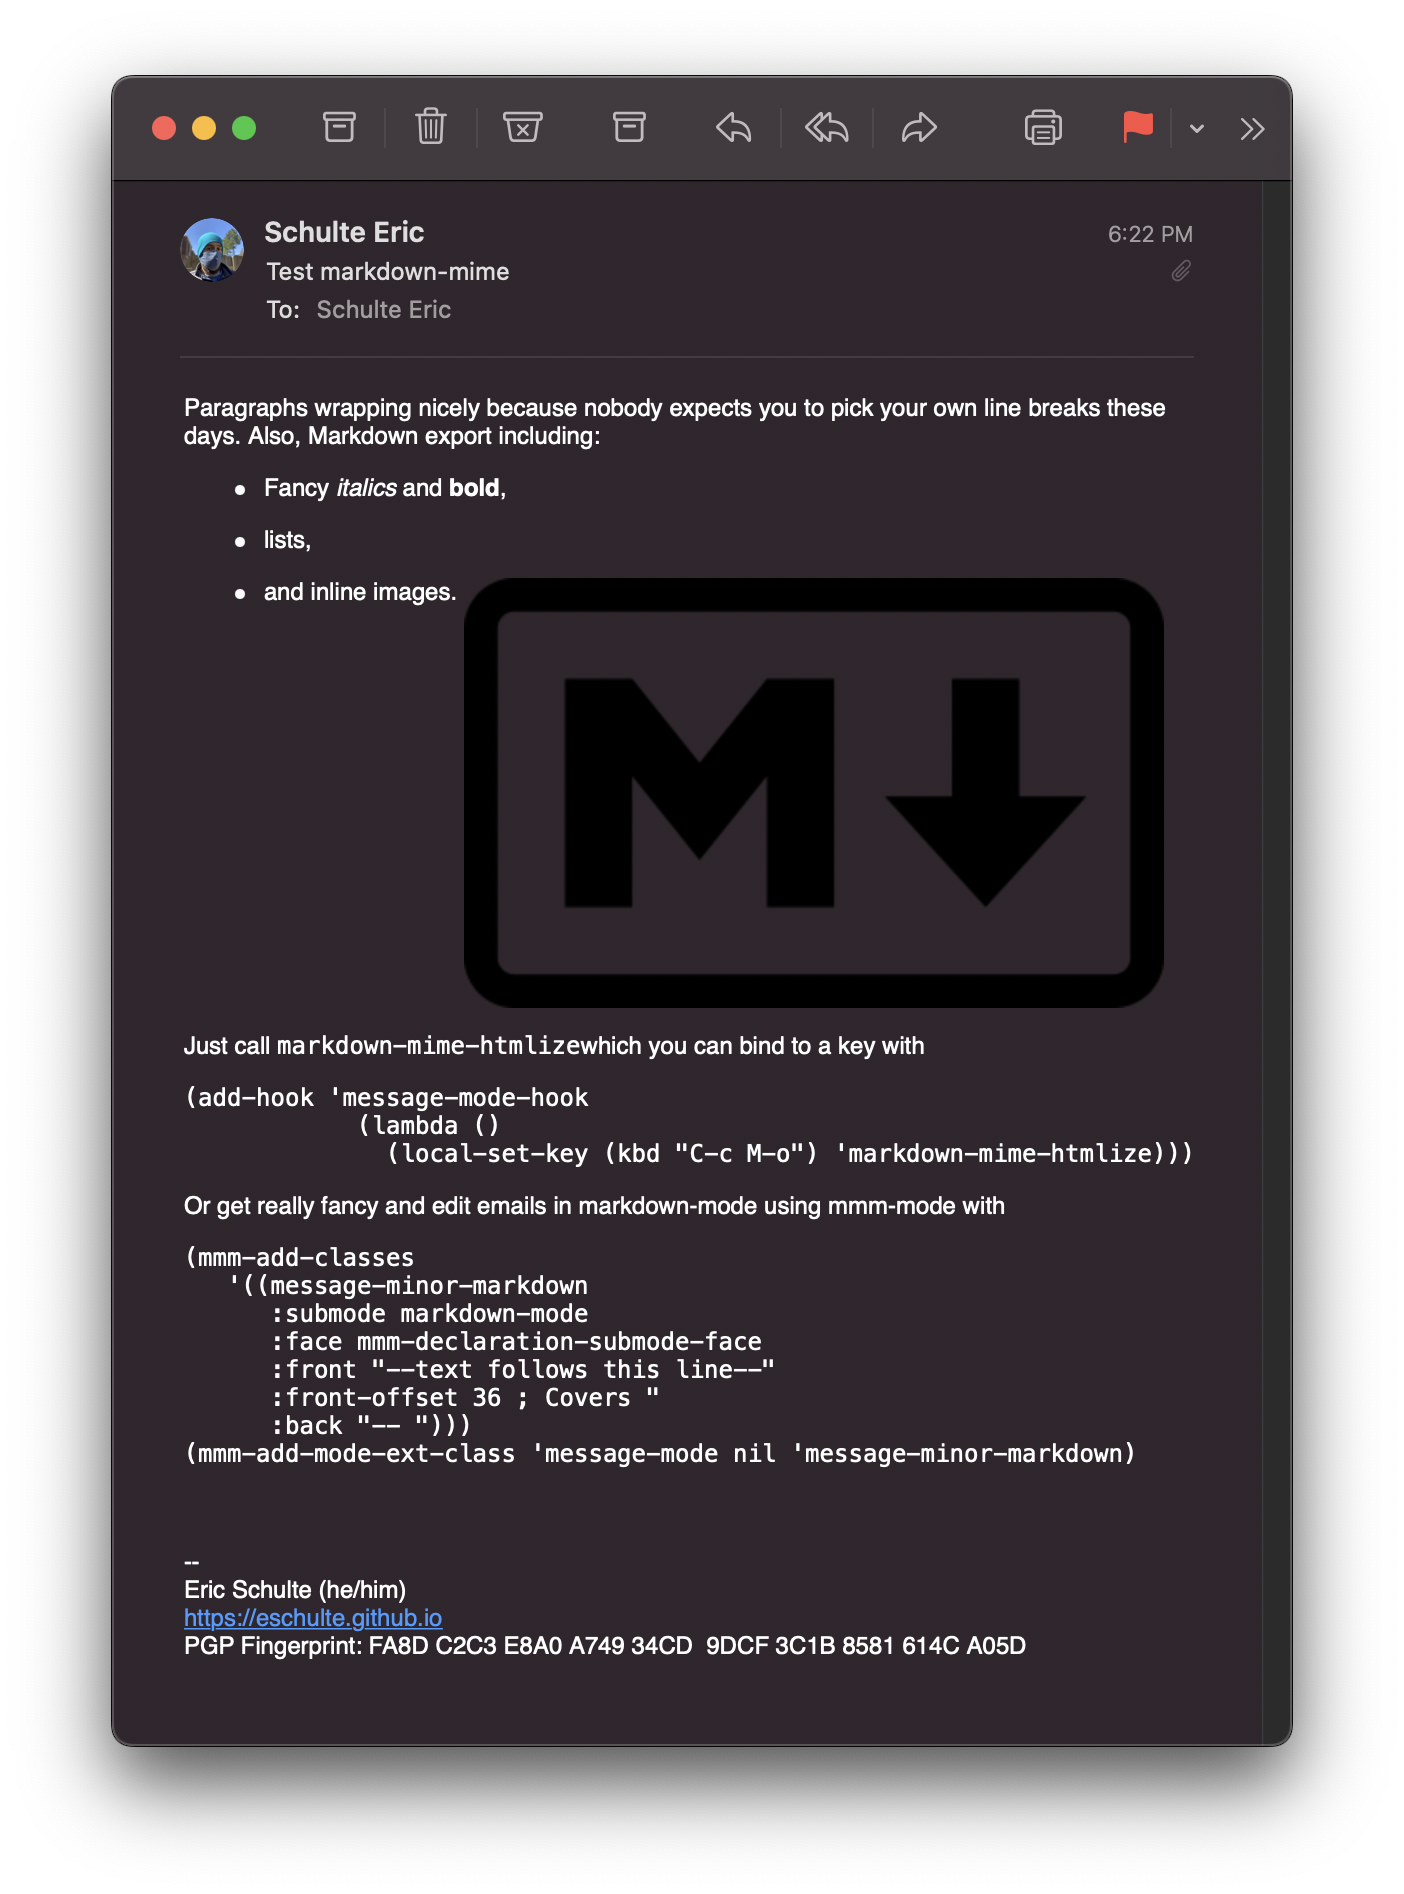 Schulte Eric
6:22 PM
Test markdown-mime
To: Schulte Eric
Paragraphs wrapping nicely because nobody expects you to pick your own line breaks these
days. Also, Markdown export including:
• Fancy italics and bold,
• lists,
• and inline images.
M
Just call markdown-mime-htmlizewhich you can bind to a key with
(add-hook 'message-mode-hook
            (lambda ()
              (local-set-key (kbd "C-c M-o") 'markdown-mime-htmlize)))
Or get really fancy and edit emails in markdown-mode using mmm-mode with
(mmm-add-classes
   '((message-minor-markdown
      :submode markdown-mode
      :face mmm-declaration-submode-face
      :front "--text follows this line--"
      :front-offset 36 ; Covers "
      :back "-- ")))
(mmm-add-mode-ext-class 'message-mode nil 'message-minor-markdown)
--
Eric Schulte (he/him)
https://eschulte.github.io
PGP Fingerprint: FA8D C2C3 E8A0 A749 34CD  9DCF 3C1B 8581 614C A05D